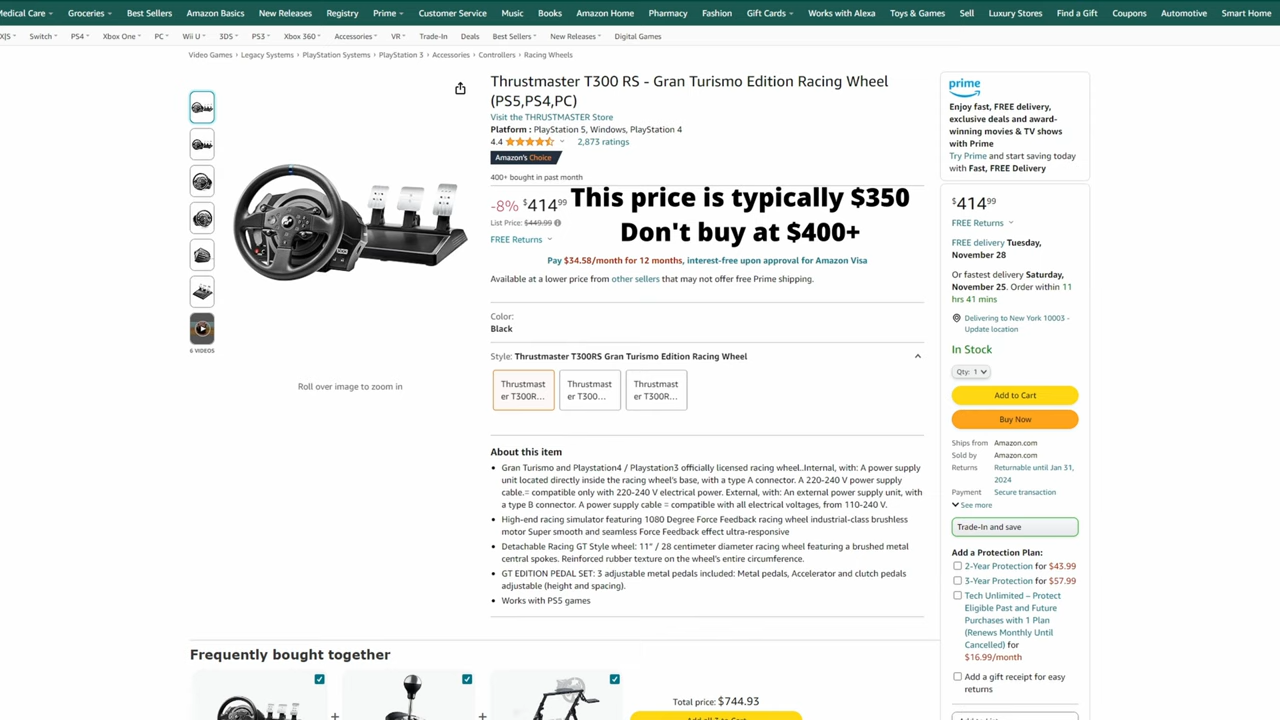 Medical Care Groceries Best Sellers Amazon Basics New Releases Registry Prime Customer Service Music Books Amazon Home Pharmacy Fashion Gift Cards Works with Alexa Toys & Games Sell Luxury Stores Find a Gift Coupons Automotive Smart Home
X|S Switch PS4 Xbox One PC Wii U 3DS PS3 Xbox 360 Accessories VR Trade-In Deals Best Sellers New Releases Digital Games
Video Games › Legacy Systems › PlayStation Systems › PlayStation 3 › Accessories › Controllers › Racing Wheels
Thrustmaster T300 RS - Gran Turismo Edition Racing Wheel
(PS5,PS4,PC)
Visit the THRUSTMASTER Store
Platform : PlayStation 5, Windows, PlayStation 4
4.4 2,873 ratings
Amazon's Choice
400+ bought in past month
-8% $41499
List Price: $449.99
FREE Returns
This price is typically $350
Don't buy at $400+
Pay $34.58/month for 12 months, interest-free upon approval for Amazon Visa
Available at a lower price from other sellers that may not offer free Prime shipping.
Color:
Black
Style: Thrustmaster T300RS Gran Turismo Edition Racing Wheel
Thrustmast Thrustmast Thrustmast
er T300R... er T300... er T300R...
6 VIDEOS
Roll over image to zoom in
About this item
• Gran Turismo and Playstation4 / Playstation3 officially licensed racing wheel..Internal, with: A power supply
unit located directly inside the racing wheel's base, with a type A connector. A 220-240 V power supply
cable.= compatible only with 220-240 V electrical power. External, with: An external power supply unit, with
a type B connector. A power supply cable = compatible with all electrical voltages, from 110-240 V.
• High-end racing simulator featuring 1080 Degree Force Feedback racing wheel industrial-class brushless
motor Super smooth and seamless Force Feedback effect ultra-responsive
• Detachable Racing GT Style wheel: 11" / 28 centimeter diameter racing wheel featuring a brushed metal
central spokes. Reinforced rubber texture on the wheel's entire circumference.
• GT EDITION PEDAL SET: 3 adjustable metal pedals included: Metal pedals, Accelerator and clutch pedals
adjustable (height and spacing).
• Works with PS5 games
prime
Enjoy fast, FREE delivery,
exclusive deals and award-
winning movies & TV shows
with Prime
Try Prime and start saving today
with Fast, FREE Delivery
$41499
FREE Returns
FREE delivery Tuesday,
November 28
Or fastest delivery Saturday,
November 25. Order within 11
hrs 41 mins
Delivering to New York 10003 -
Update location
In Stock
Qty: 1
Add to Cart
Buy Now
Ships from Amazon.com
Sold by Amazon.com
Returns Returnable until Jan 31,
2024
Payment Secure transaction
See more
Trade-In and save
Add a Protection Plan:
2-Year Protection for $43.99
3-Year Protection for $57.99
Tech Unlimited – Protect
Eligible Past and Future
Purchases with 1 Plan
(Renews Monthly Until
Cancelled) for
$16.99/month
Add a gift receipt for easy
returns
Frequently bought together
+ + Total price: $744.93
Add all 3 to Cart